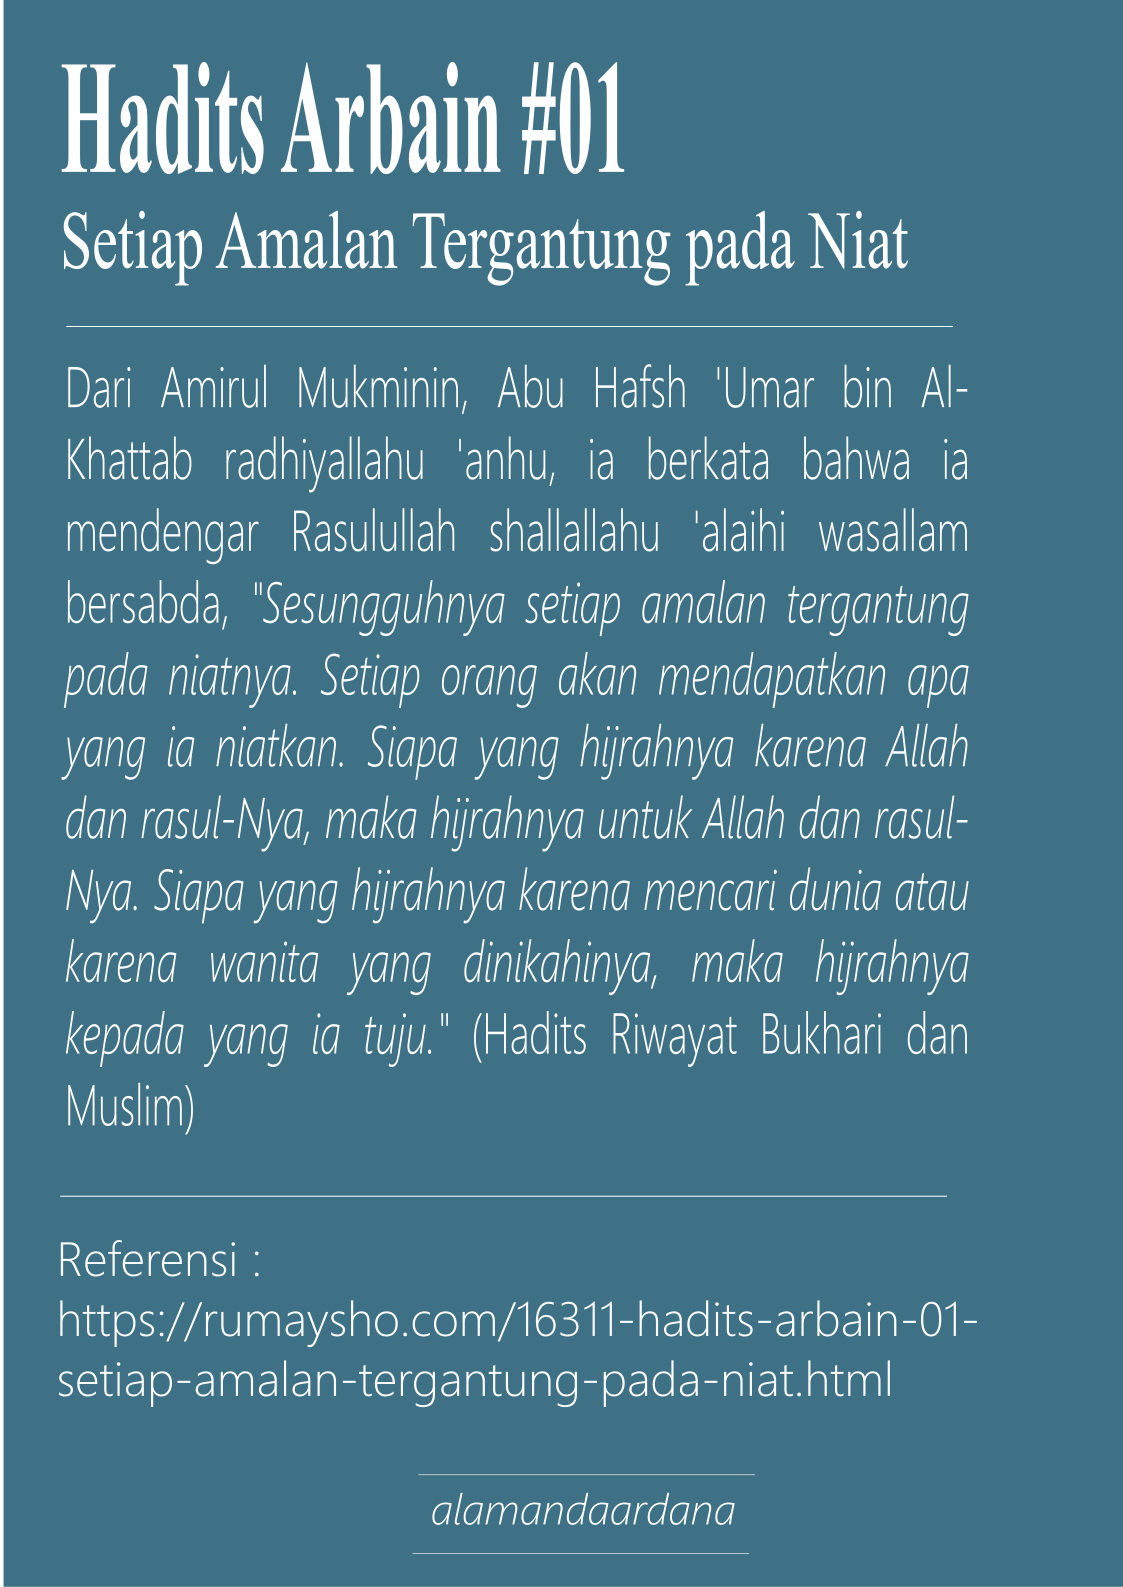 Hadits Arbain #01
Setiap Amalan Tergantung pada Niat
Dari Amirul Mukminin, Abu Hafsh 'Umar bin Al-
Khattab radhiyallahu 'anhu, ia berkata bahwa ia
mendengar Rasulullah shallallahu 'alaihi wasallam
bersabda, "Sesungguhnya setiap amalan tergantung
pada niatnya. Setiap orang akan mendapatkan apa
yang ia niatkan. Siapa yang hijrahnya karena Allah
dan rasul-Nya, maka hijrahnya untuk Allah dan rasul-
Nya. Siapa yang hijrahnya karena mencari dunia atau
karena wanita yang dinikahinya, maka hijrahnya
kepada yang ia tuju." (Hadits Riwayat Bukhari dan
Muslim)
Referensi :
https://rumaysho.com/16311-hadits-arbain-01-
setiap-amalan-tergantung-pada-niat.html
alamandaardana